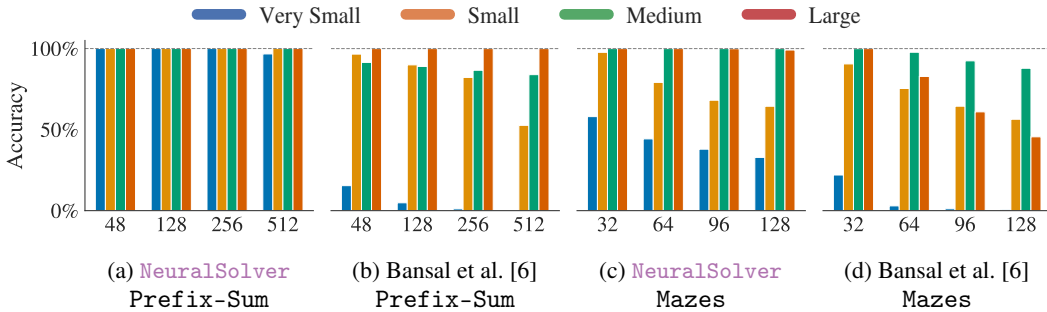 Very Small Small Medium Large
100%
50%
0%
Accuracy
48 128 256 512
48 128 256 512
32 64 96 128
32 64 96 128
(a) NeuralSolver
Prefix-Sum
(b) Bansal et al. [6]
Prefix-Sum
(c) NeuralSolver
Mazes
(d) Bansal et al. [6]
Mazes